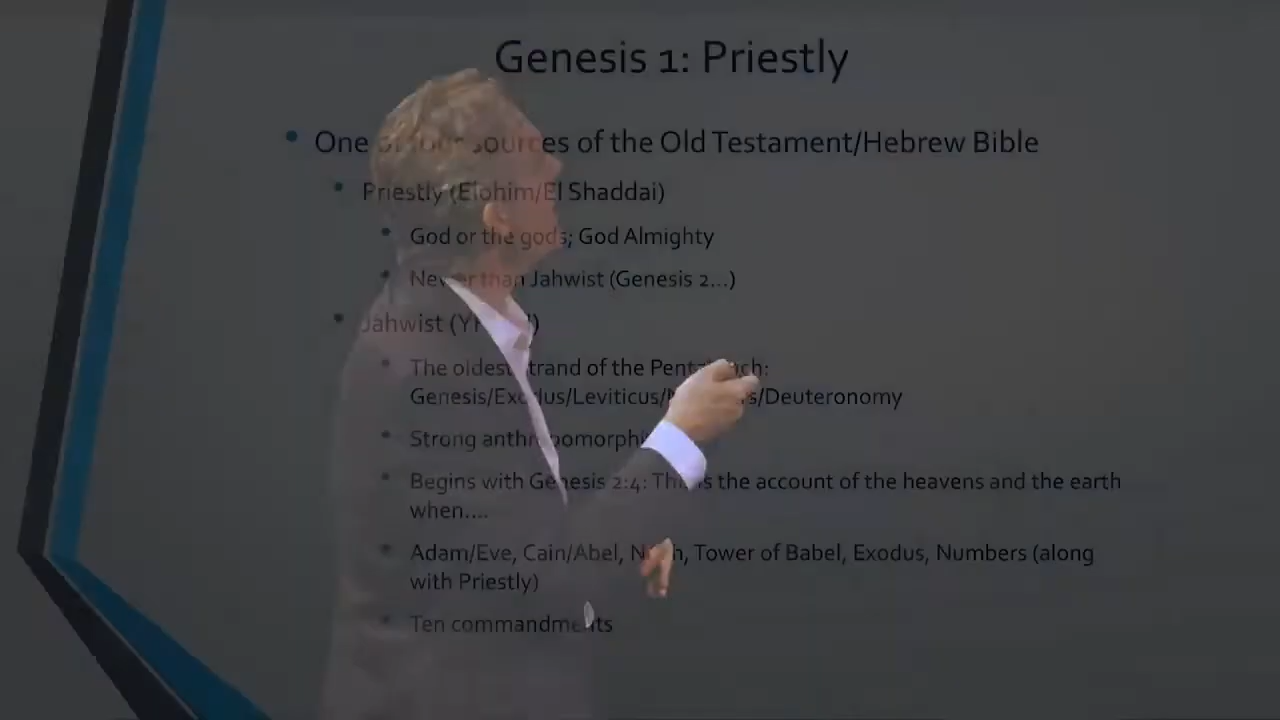 Genesis 1: Priestly
One of four sources of the Old Testament/Hebrew Bible
Priestly (Elohim/El Shaddai)
God or the gods; God Almighty
Newer than Jahwist (Genesis 2...)
Jahwist (YHWH)
The oldest strand of the Pentateuch:
Genesis/Exodus/Leviticus/Numbers/Deuteronomy
Strong anthropomorphi
Begins with Genesis 2:4: This is the account of the heavens and the earth
when....
Adam/Eve, Cain/Abel, Noah, Tower of Babel, Exodus, Numbers (along
with Priestly)
Ten commandments